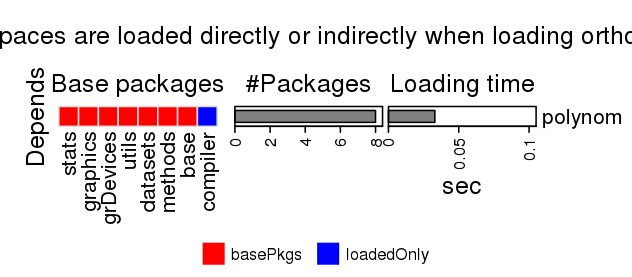 paces are loaded directly or indirectly when loading ortho
Base packages
#Packages
Loading time
Depends
polynom
stats
graphics
grDevices
utils
datasets
methods
base
compiler
0
2
4
6
8
0
0.05
0.1
sec
basePkgs
loadedOnly